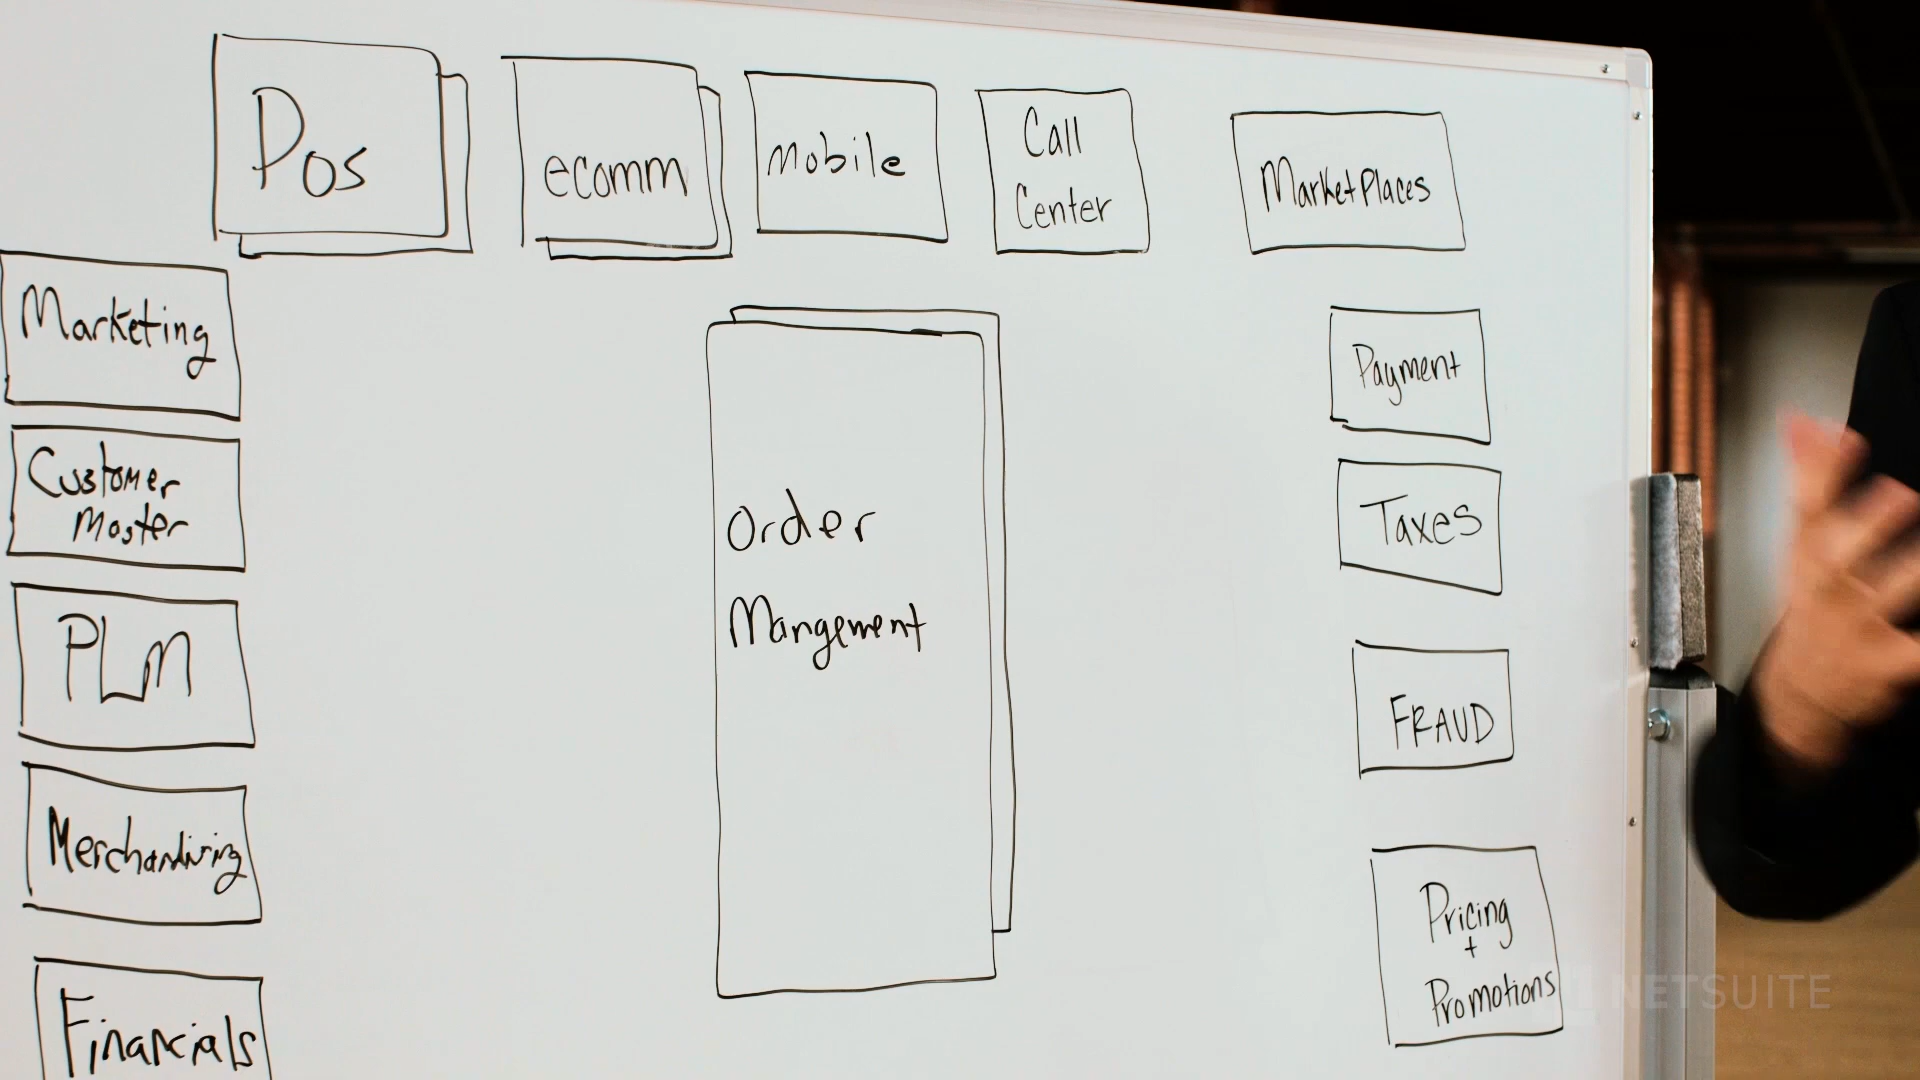 Pos
ecomm
Mobile
Call
Center
MarketPlaces
Marketing
Customer
Master
PLM
Merchandising
Financials
Order
Mangement
Payment
Taxes
FRAUD
Pricing
+
Promotions
NETSUITE